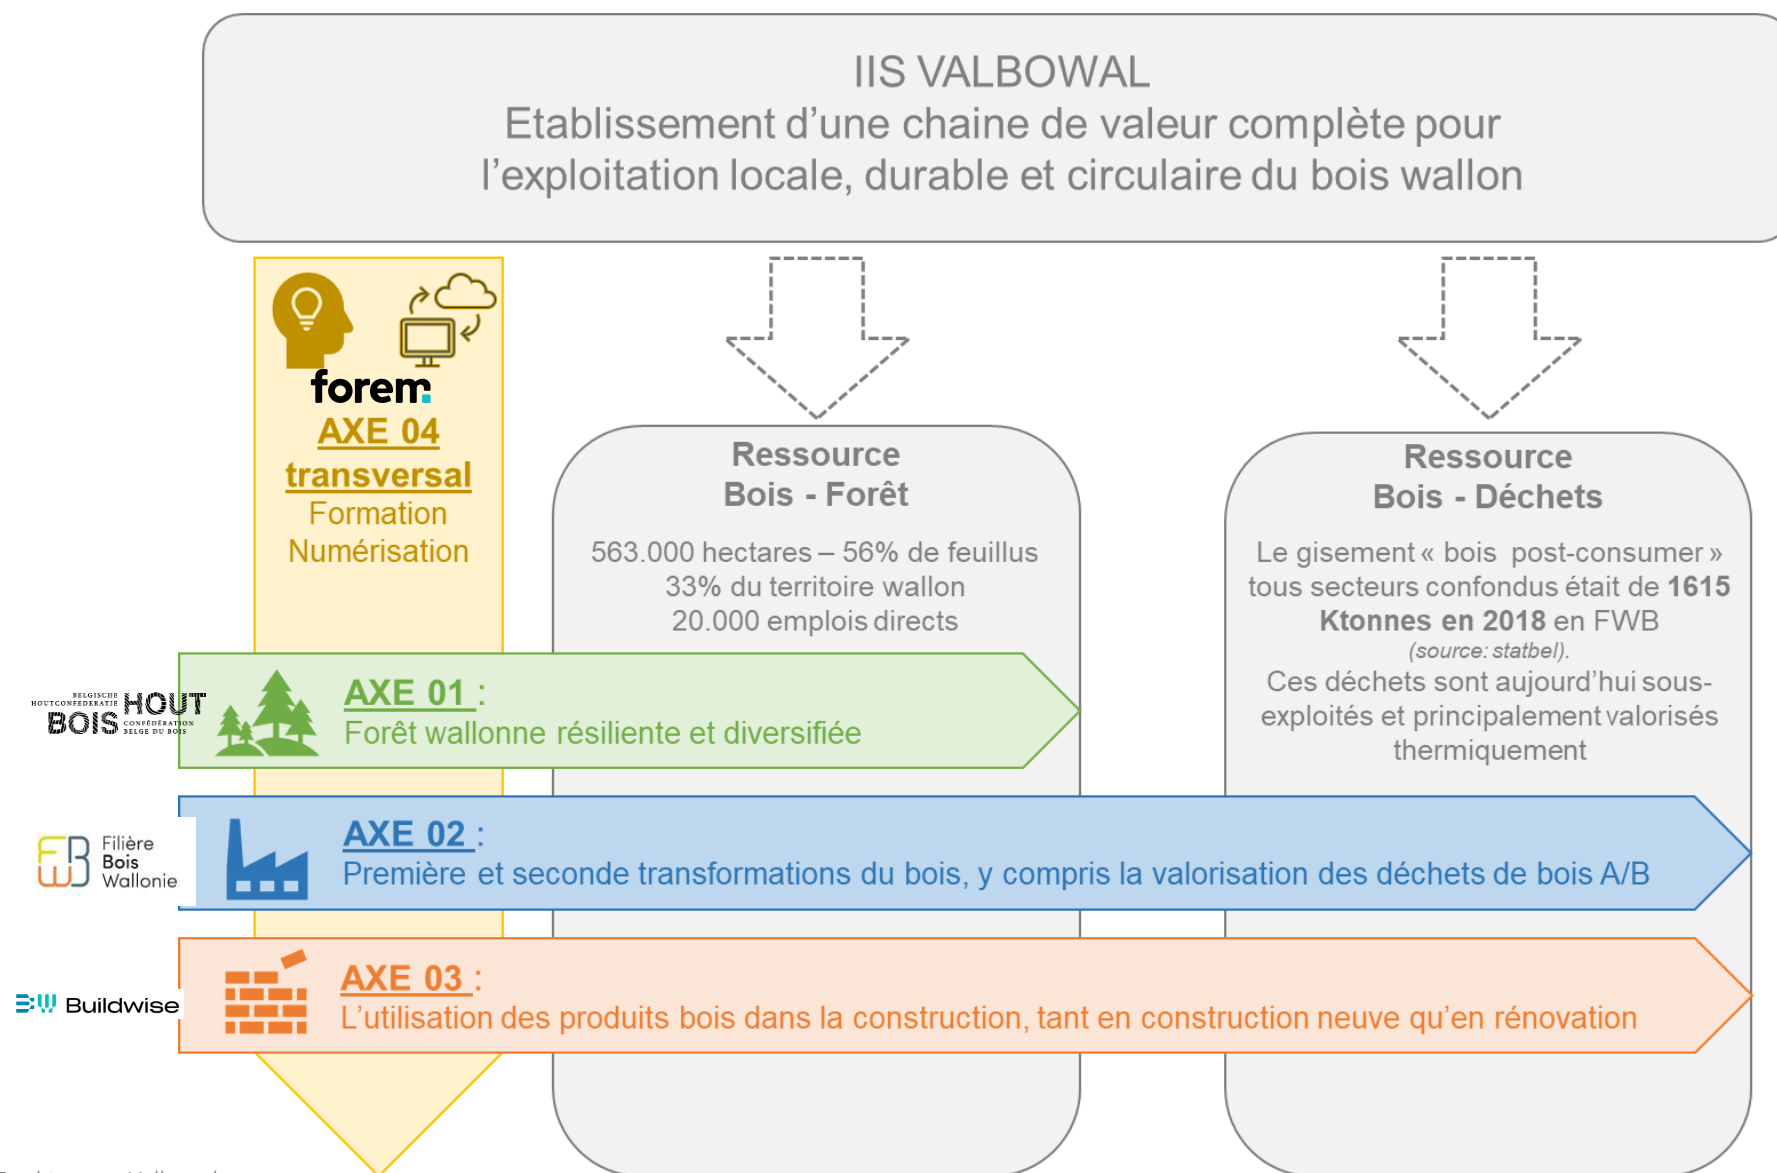 IIS VALBOWAL
Etablissement d’une chaine de valeur complète pour
l’exploitation locale, durable et circulaire du bois wallon
forem
AXE 04
transversal
Formation
Numérisation
Ressource
Bois - Forêt
563.000 hectares – 56% de feuillus
33% du territoire wallon
20.000 emplois directs
Ressource
Bois - Déchets
Le gisement « bois post-consumer »
tous secteurs confondus était de 1615
Ktonnes en 2018 en FWB
(source: statbel).
Ces déchets sont aujourd’hui sous-
exploités et principalement valorisés
thermiquement
BELGISCHE
HOUTCONFEDERATIE
HOUT
BOIS
CONFÉDÉRATION
BELGE DU BOIS
AXE 01 :
Forêt wallonne résiliente et diversifiée
Filière
Bois
Wallonie
AXE 02 :
Première et seconde transformations du bois, y compris la valorisation des déchets de bois A/B
Buildwise
AXE 03 :
L’utilisation des produits bois dans la construction, tant en construction neuve qu’en rénovation